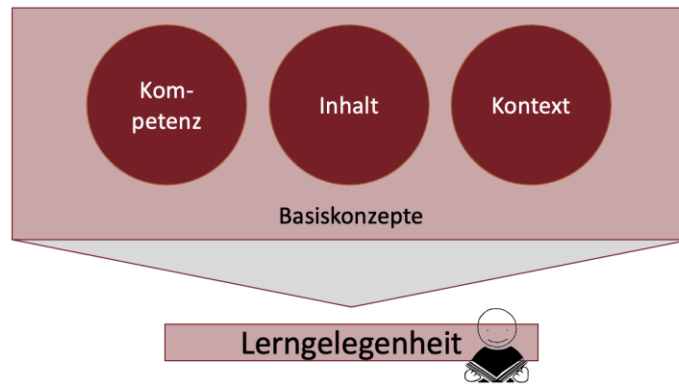 Kom-
petenz
Inhalt
Kontext
Basiskonzepte
Lerngelegenheit